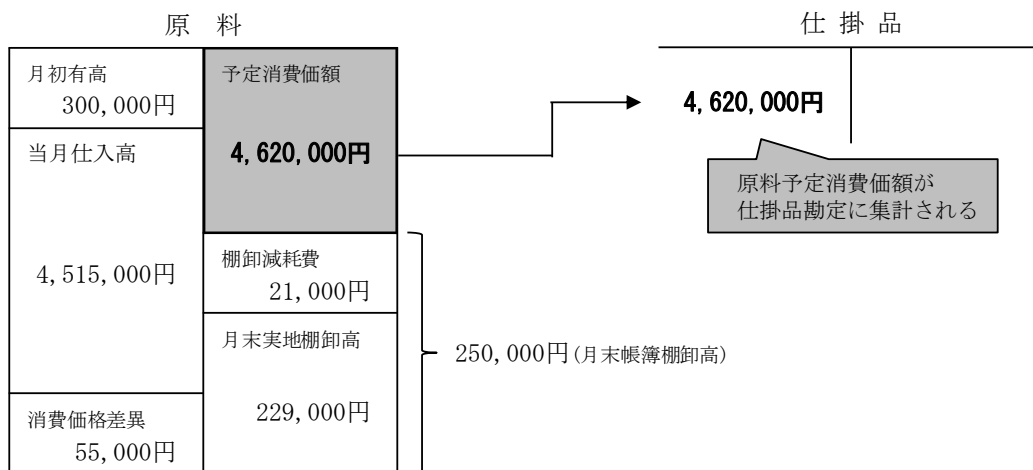 原 料
仕 掛 品
月初有高
300,000円
予定消費価額
4,620,000円
4,620,000円
当月仕入高
4,515,000円
原料予定消費価額が
仕掛品勘定に集計される
棚卸減耗費
21,000円
月末実地棚卸高
229,000円
250,000円(月末帳簿棚卸高)
消費価格差異
55,000円